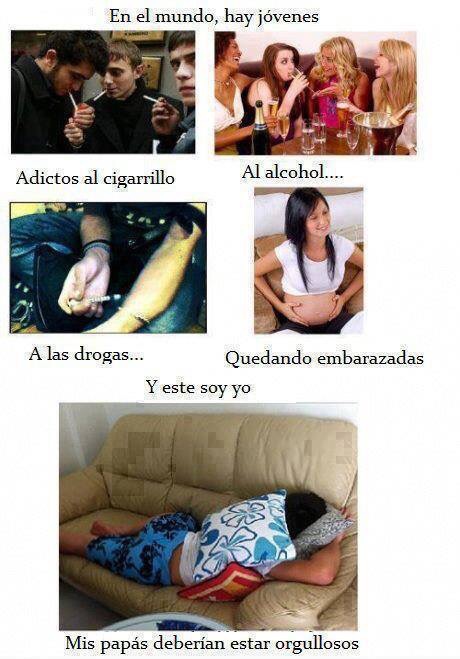 En el mundo, hay jóvenes
Adictos al cigarrillo
Al alcohol....
A las drogas...
Quedando embarazadas
Y este soy yo
Mis papás deberían estar orgullosos